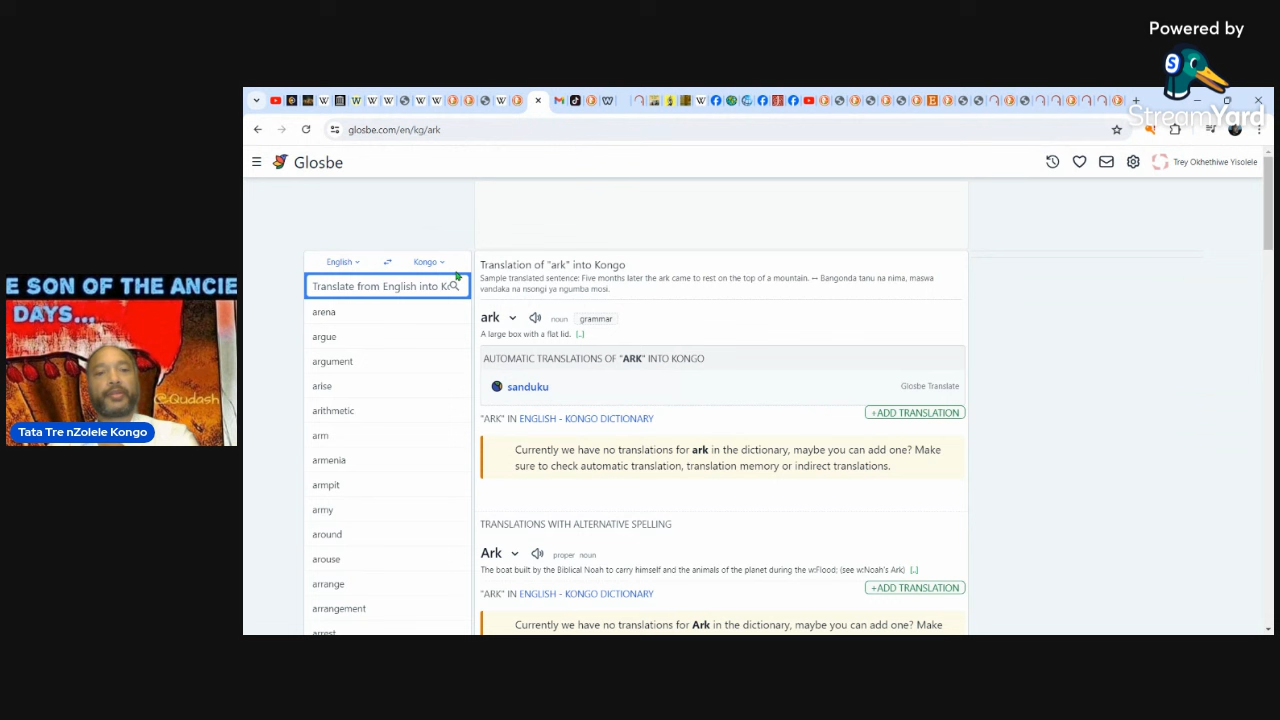 Powered by
S
StreamYard
glosbe.com/en/kg/ark
Glosbe
Trey Okhethiwe Yisolele
English
Kongo
Translate from English into Ko
arena
argue
argument
arise
arithmetic
arm
armenia
armpit
army
around
arouse
arrange
arrangement
arrest
Translation of "ark" into Kongo
Sample translated sentence: Five months later the ark came to rest on the top of a mountain. ↔ Bangonda tanu na nima, maswa
vandaka na nsongi ya ngumba mosi.
ark noun grammar
A large box with a flat lid. [..]
AUTOMATIC TRANSLATIONS OF "ARK" INTO KONGO
sanduku Glosbe Translate
"ARK" IN ENGLISH - KONGO DICTIONARY +ADD TRANSLATION
Currently we have no translations for ark in the dictionary, maybe you can add one? Make
sure to check automatic translation, translation memory or indirect translations.
TRANSLATIONS WITH ALTERNATIVE SPELLING
Ark proper noun
The boat built by the Biblical Noah to carry himself and the animals of the planet during the w:Flood: (see w:Noah's Ark) [..]
"ARK" IN ENGLISH - KONGO DICTIONARY +ADD TRANSLATION
Currently we have no translations for Ark in the dictionary, maybe you can add one? Make
E SON OF THE ANCIE
DAYS...
@Qudash
Tata Tre nZolele Kongo